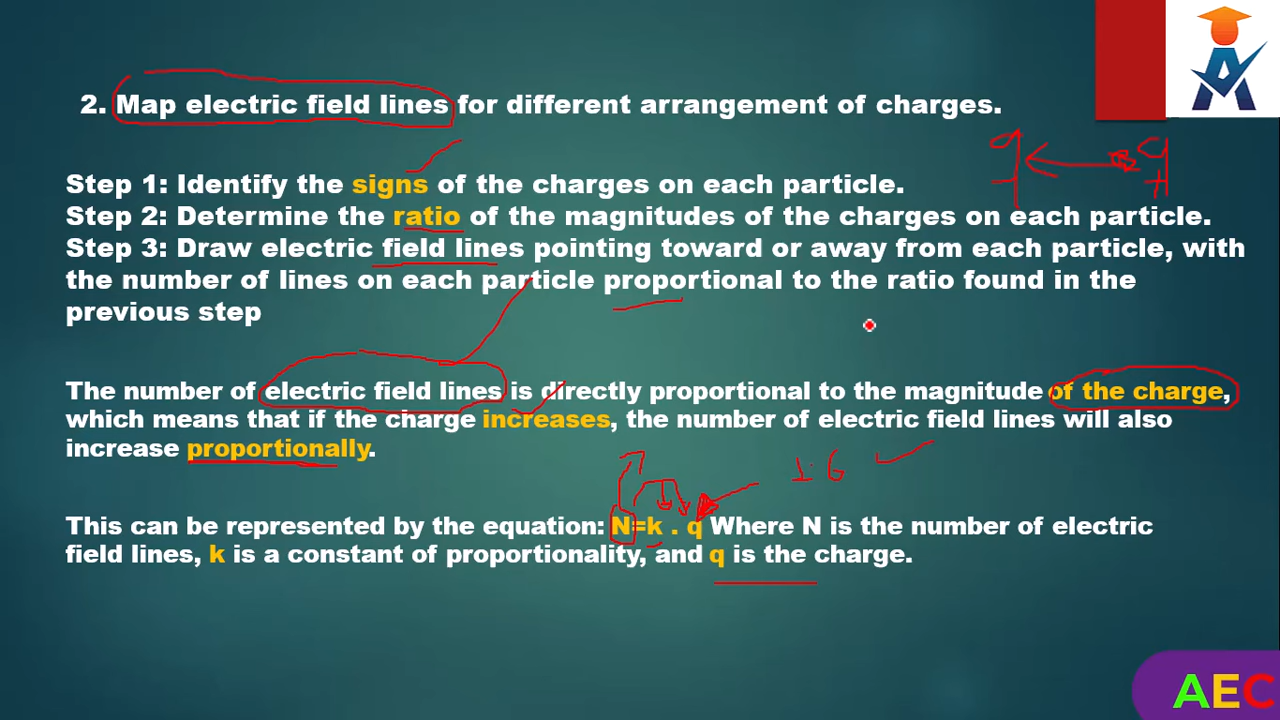 2. Map electric field lines for different arrangement of charges.
q q
- +
Step 1: Identify the signs of the charges on each particle.
Step 2: Determine the ratio of the magnitudes of the charges on each particle.
Step 3: Draw electric field lines pointing toward or away from each particle, with
the number of lines on each particle proportional to the ratio found in the
previous step
The number of electric field lines is directly proportional to the magnitude of the charge,
which means that if the charge increases, the number of electric field lines will also
increase proportionally.
1.6
This can be represented by the equation: N=k . q Where N is the number of electric
field lines, k is a constant of proportionality, and q is the charge.
AEC